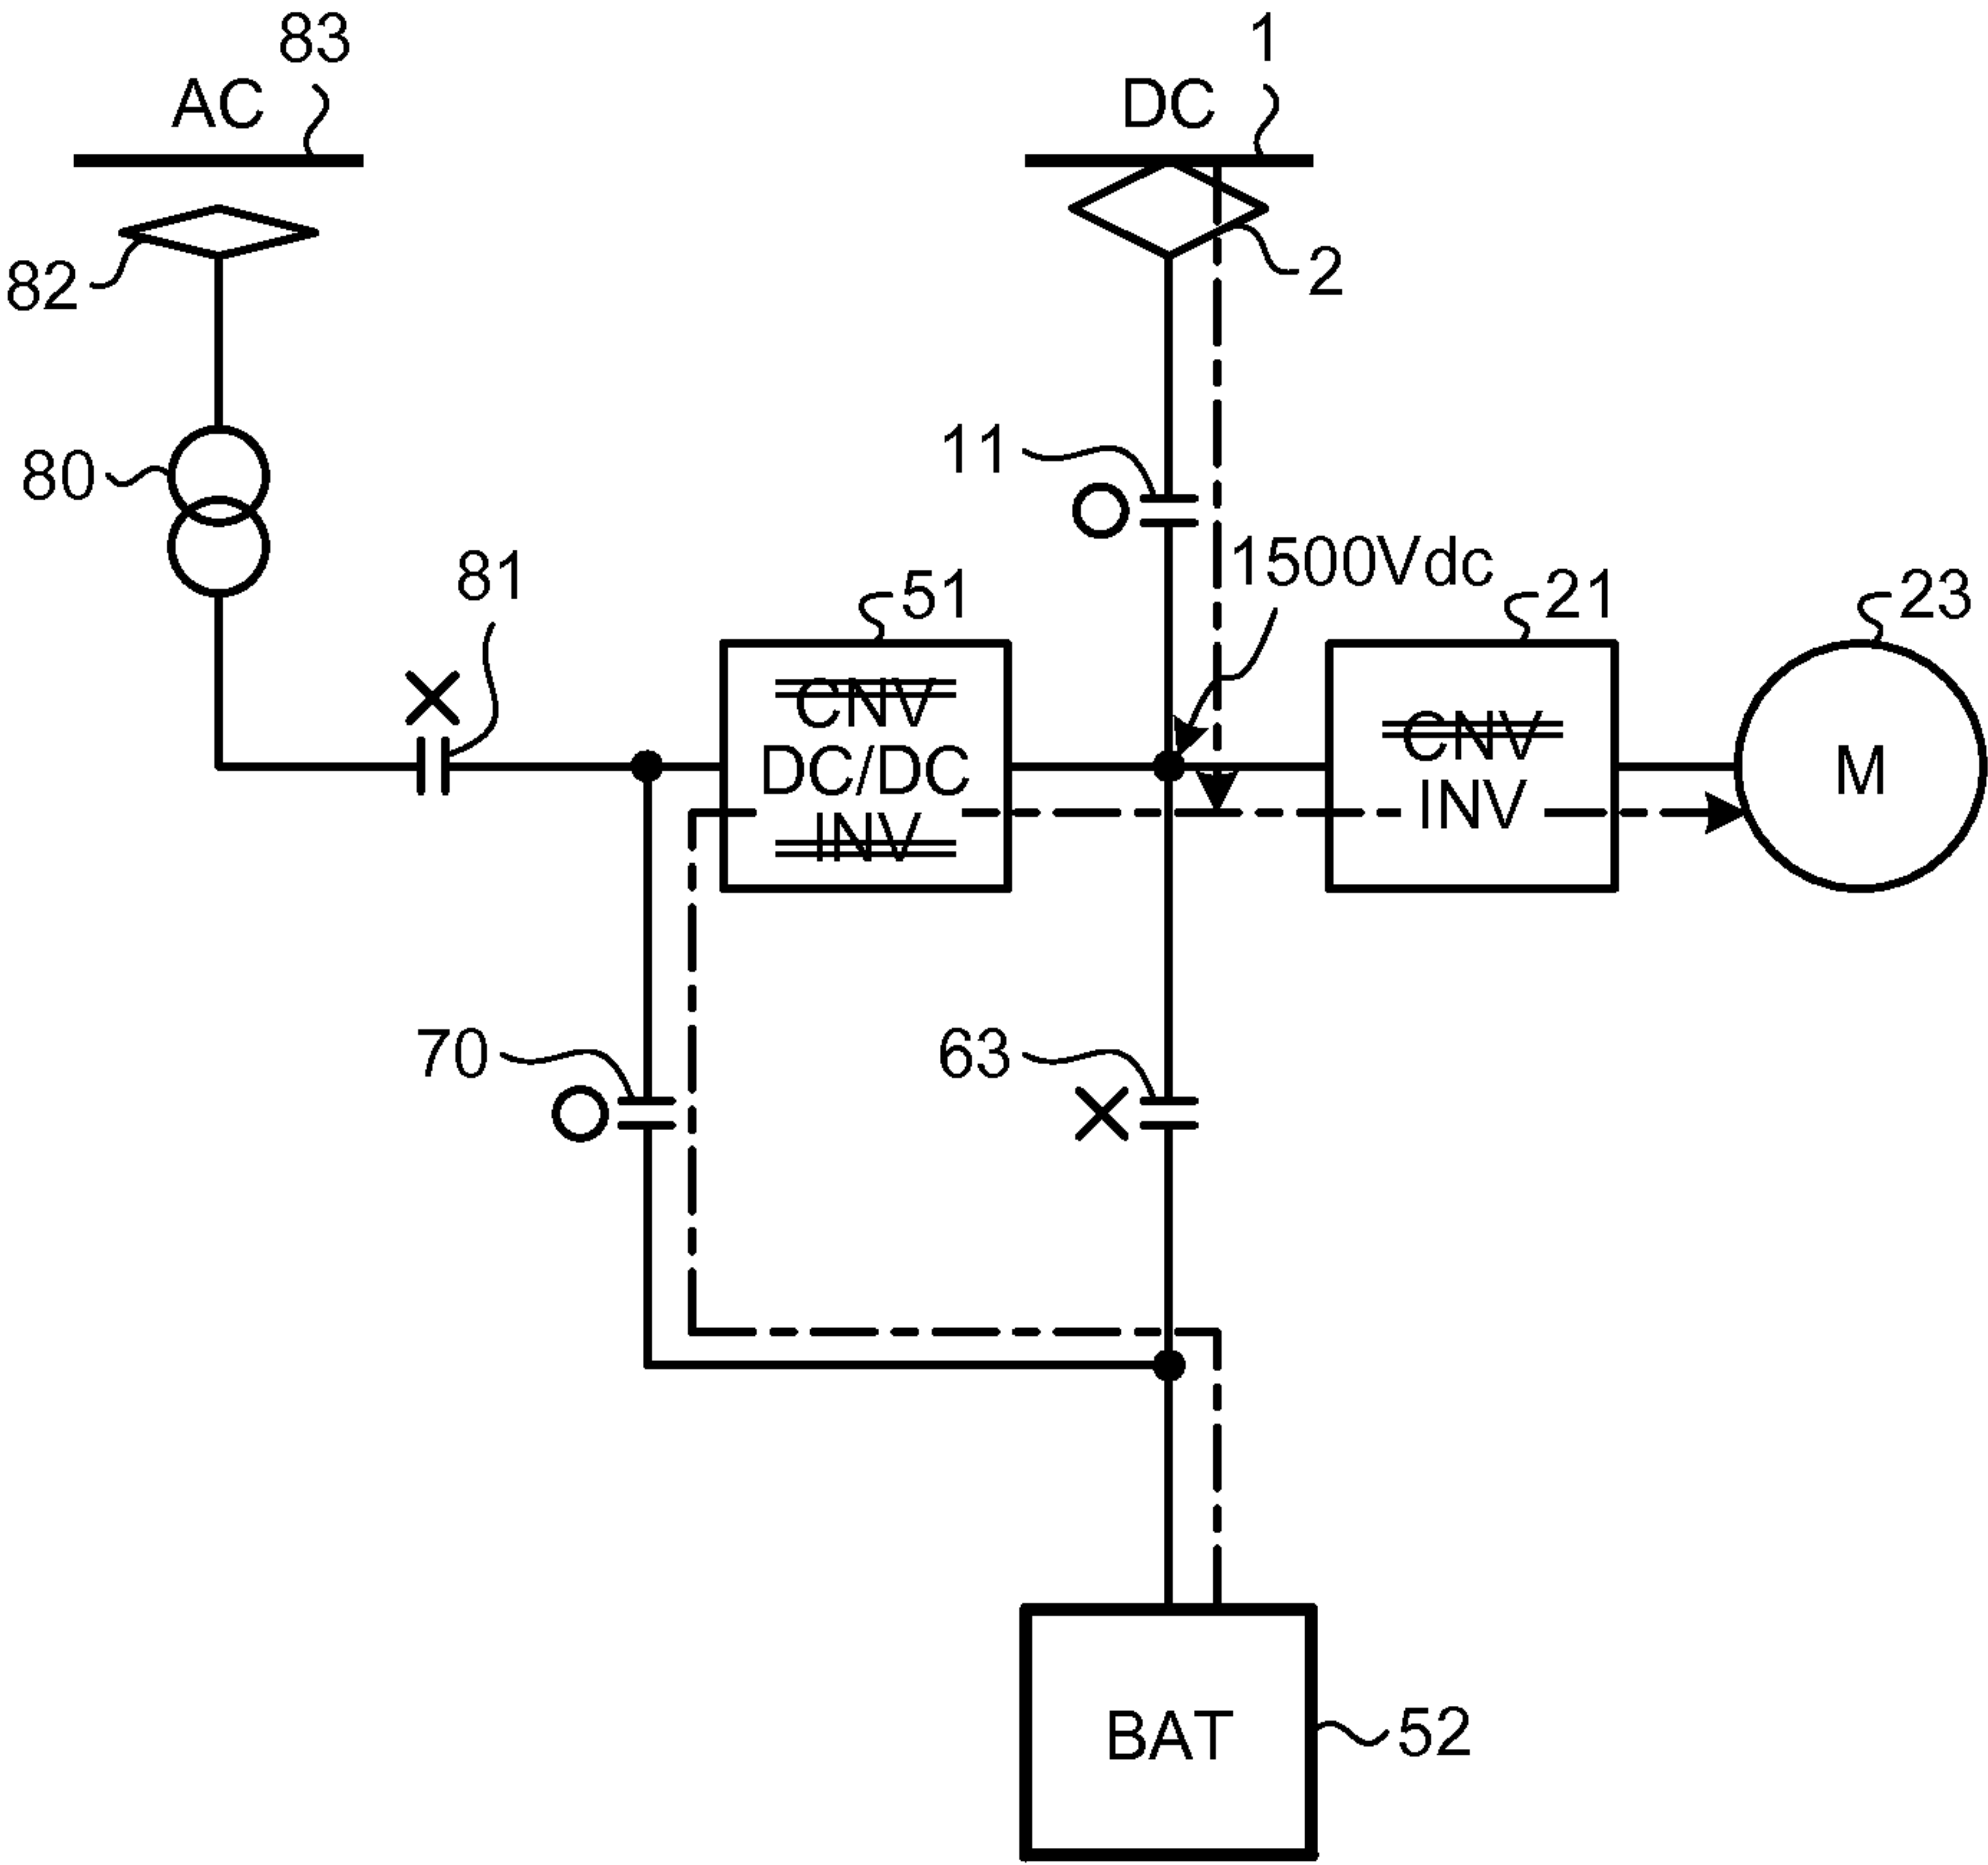 83
AC
1
DC
82
2
80
11
81
1500Vdc
51
21
23
CNV
DC/DC
INV
CNV
INV
M
70
63
BAT
52